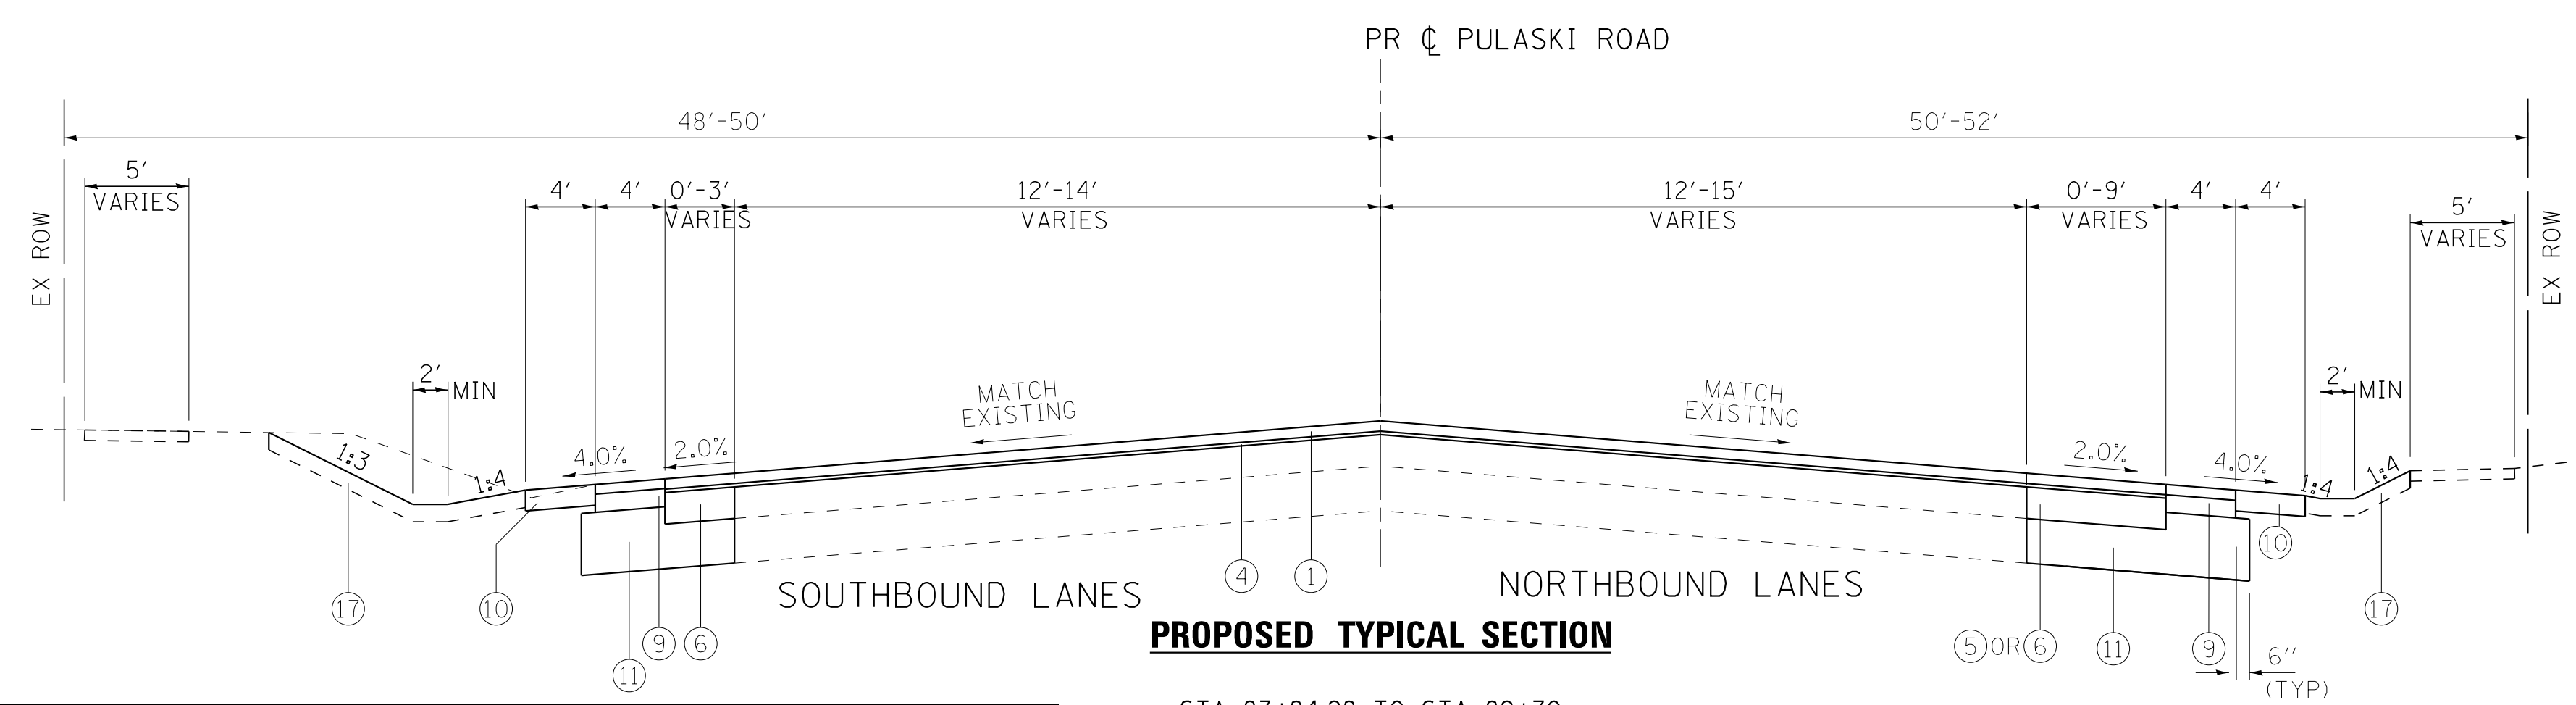 PR ℄ PULASKI ROAD
48'-50'
50'-52'
5'
VARIES
4'
4'
0'-3'
VARIES
12'-14'
VARIES
12'-15'
VARIES
0'-9'
VARIES
4'
4'
5'
VARIES
EX ROW
EX ROW
2'
MIN
2'
MIN
MATCH
EXISTING
MATCH
EXISTING
1:3
1:4
4.0%
2.0%
2.0%
4.0%
1:4
1:4
17
10
11
9
6
4
1
SOUTHBOUND LANES
NORTHBOUND LANES
5 OR 6
11
9
10
17
6''
(TYP)
PROPOSED TYPICAL SECTION